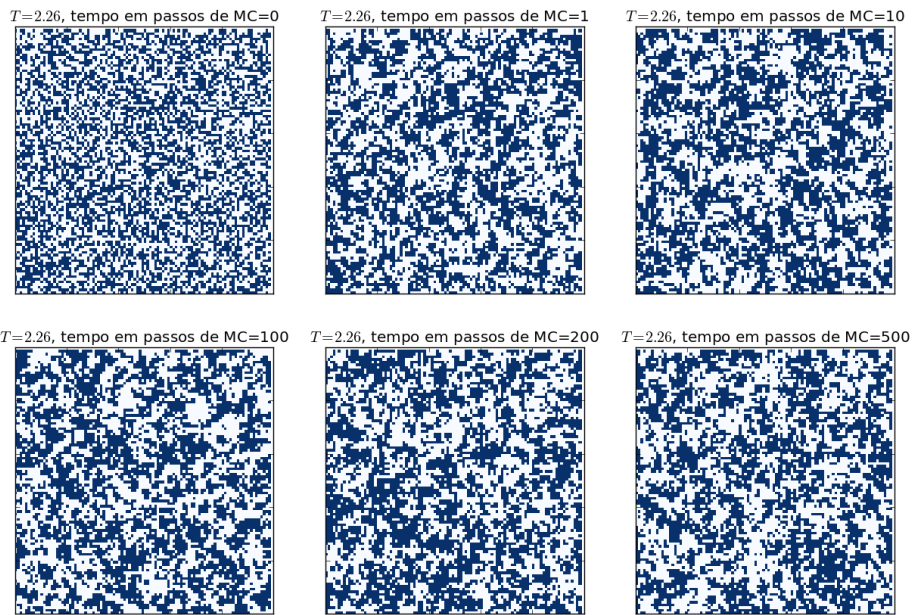 T=2.26, tempo em passos de MC=0
T=2.26, tempo em passos de MC=1
T=2.26, tempo em passos de MC=10
T=2.26, tempo em passos de MC=100
T=2.26, tempo em passos de MC=200
T=2.26, tempo em passos de MC=500